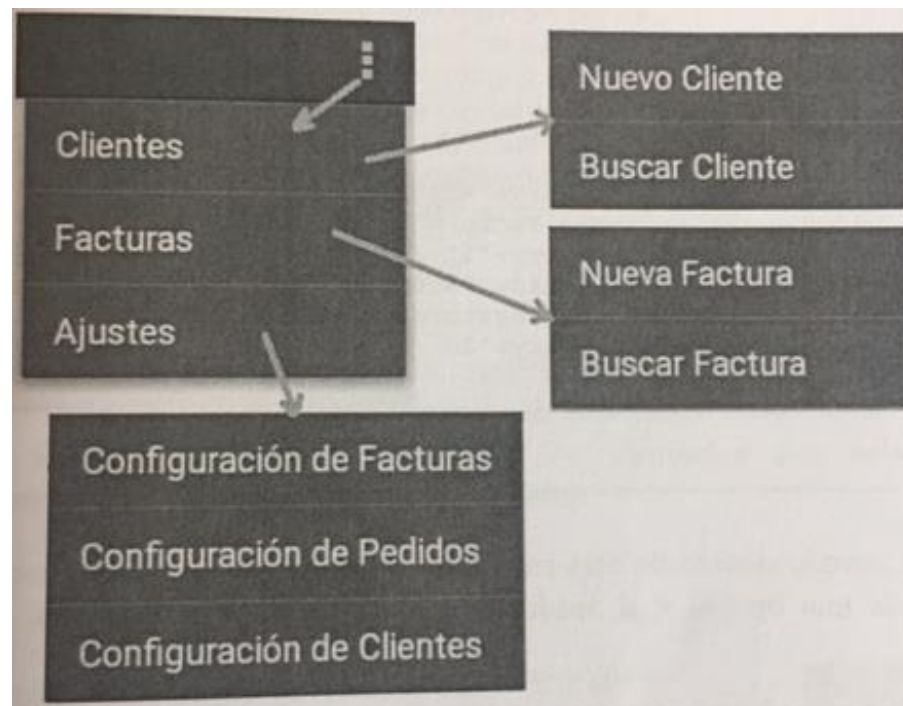 Clientes
Facturas
Ajustes
Nuevo Cliente
Buscar Cliente
Nueva Factura
Buscar Factura
Configuración de Facturas
Configuración de Pedidos
Configuración de Clientes